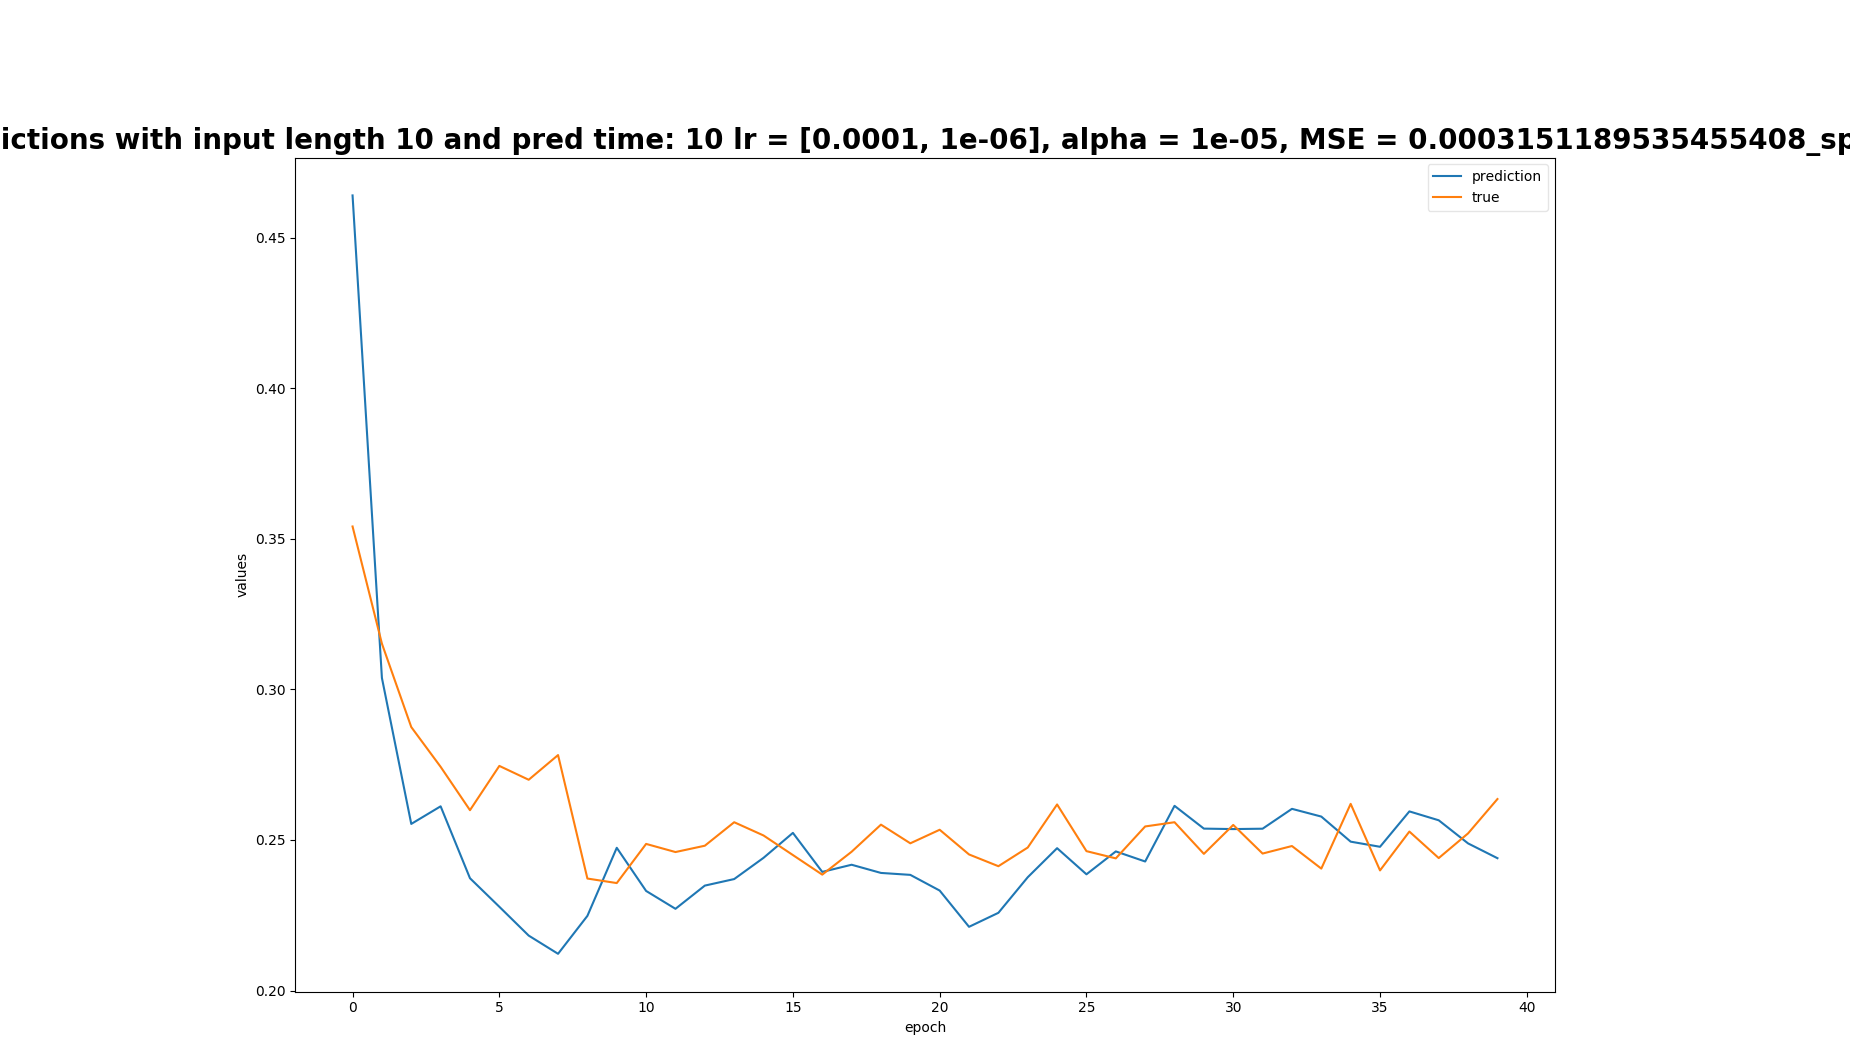 ictions with input length 10 and pred time: 10 lr = [0.0001, 1e-06], alpha = 1e-05, MSE = 0.0003151189535455408_sp
prediction
true
0.45
0.40
0.35
0.30
0.25
0.20
values
0 5 10 15 20 25 30 35 40
epoch